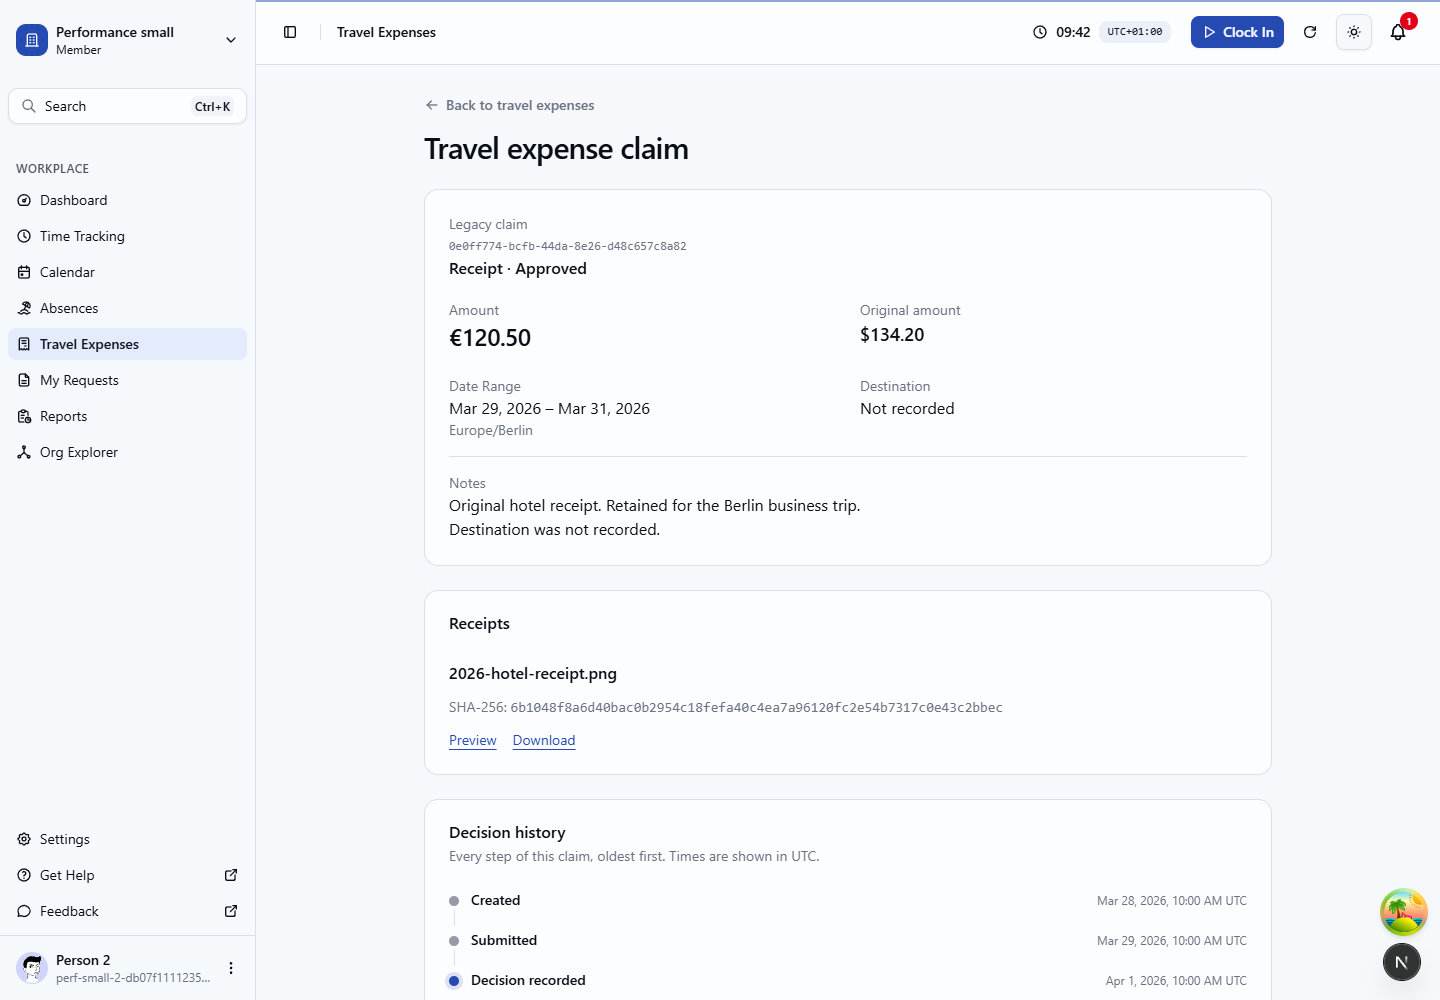 Performance small
Member
Search
Ctrl+K
WORKPLACE
Dashboard
Time Tracking
Calendar
Absences
Travel Expenses
My Requests
Reports
Org Explorer
Settings
Get Help
Feedback
Person 2
perf-small-2-db07f1111235...
Travel Expenses
09:42
UTC+01:00
Clock In
1
Back to travel expenses
Travel expense claim
Legacy claim
0e0ff774-bcfb-44da-8e26-d48c657c8a82
Receipt · Approved
Amount
€120.50
Original amount
$134.20
Date Range
Mar 29, 2026 – Mar 31, 2026
Europe/Berlin
Destination
Not recorded
Notes
Original hotel receipt. Retained for the Berlin business trip.
Destination was not recorded.
Receipts
2026-hotel-receipt.png
SHA-256: 6b1048f8a6d40bac0b2954c18fefa40c4ea7a96120fc2e54b7317c0e43c2bbec
Preview
Download
Decision history
Every step of this claim, oldest first. Times are shown in UTC.
Created
Mar 28, 2026, 10:00 AM UTC
Submitted
Mar 29, 2026, 10:00 AM UTC
Decision recorded
Apr 1, 2026, 10:00 AM UTC
N